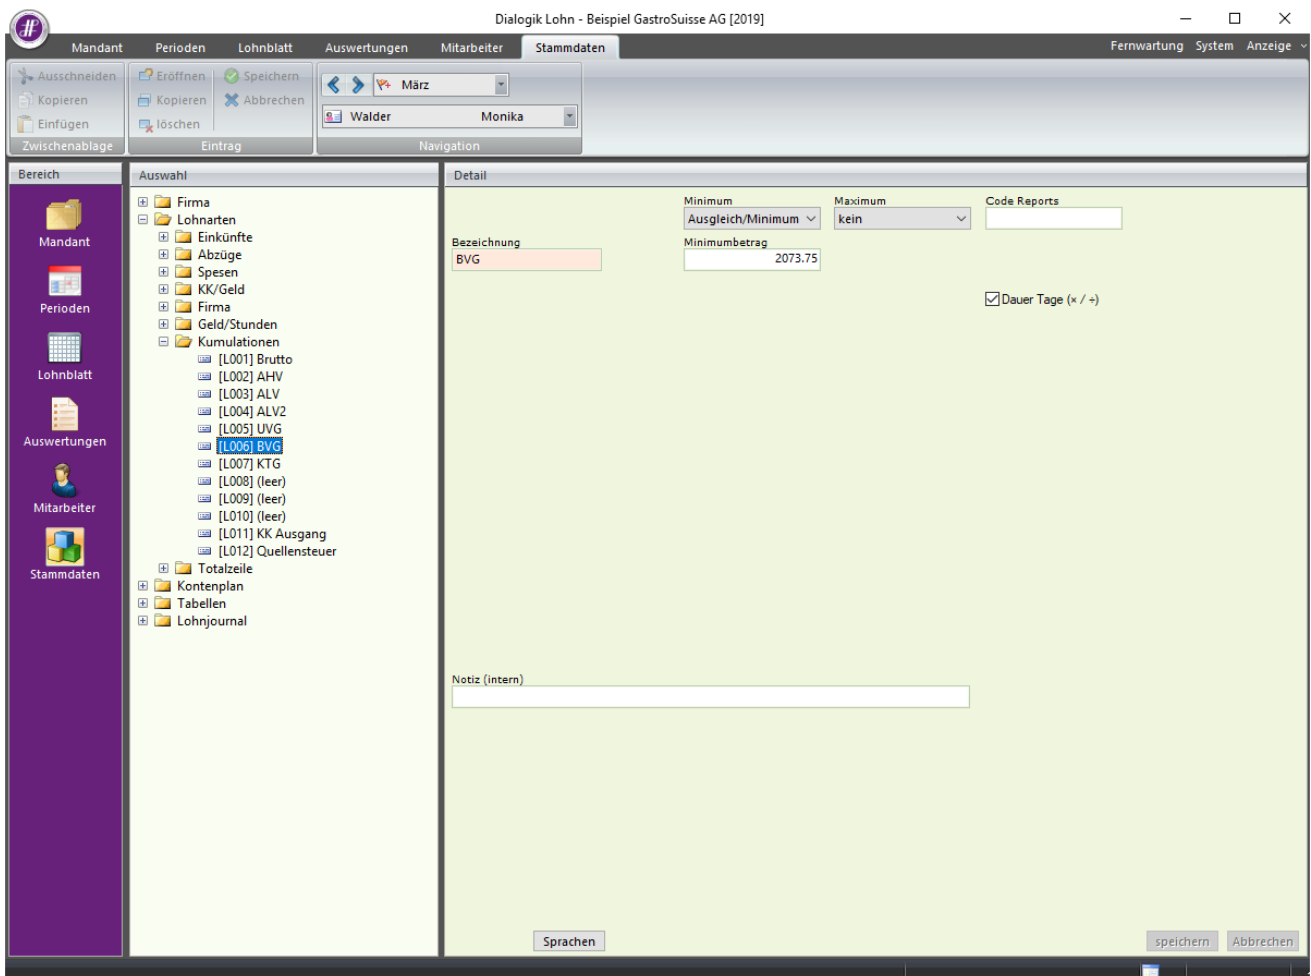 Dialogik Lohn - Beispiel GastroSuisse AG [2019]
Mandant Perioden Lohnblatt Auswertungen Mitarbeiter Stammdaten Fernwartung System Anzeige
Ausschneiden Eröffnen Speichern März
Kopieren Kopieren Abbrechen
Einfügen löschen Walder Monika
Zwischenablage Eintrag Navigation
Bereich
Mandant
Perioden
Lohnblatt
Auswertungen
Mitarbeiter
Stammdaten
Auswahl
Firma
Lohnarten
Einkünfte
Abzüge
Spesen
KK/Geld
Firma
Geld/Stunden
Kumulationen
[L001] Brutto
[L002] AHV
[L003] ALV
[L004] ALV2
[L005] UVG
[L006] BVG
[L007] KTG
[L008] (leer)
[L009] (leer)
[L010] (leer)
[L011] KK Ausgang
[L012] Quellensteuer
Totalzeile
Kontenplan
Tabellen
Lohnjournal
Detail
Minimum Maximum Code Reports
Ausgleich/Minimum kein
Bezeichnung Minimumbetrag
BVG 2073.75
Dauer Tage (× / ÷)
Notiz (intern)
Sprachen speichern Abbrechen